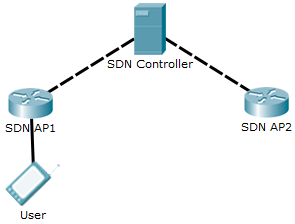 SDN Controller
SDN AP1
SDN AP2
User